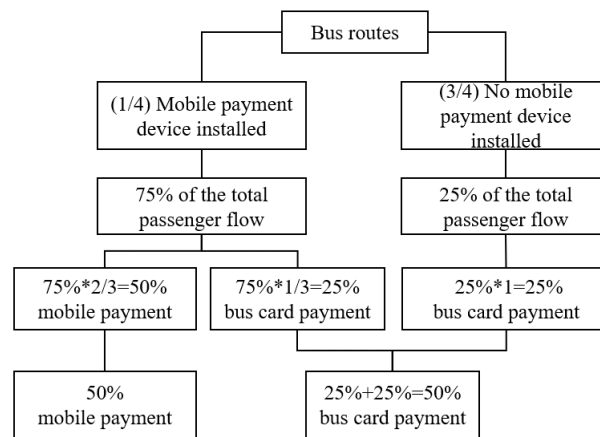 Bus routes
(1/4) Mobile payment
device installed
(3/4) No mobile
payment device
installed
75% of the total
passenger flow
25% of the total
passenger flow
75%*2/3=50%
mobile payment
75%*1/3=25%
bus card payment
25%*1=25%
bus card payment
50%
mobile payment
25%+25%=50%
bus card payment